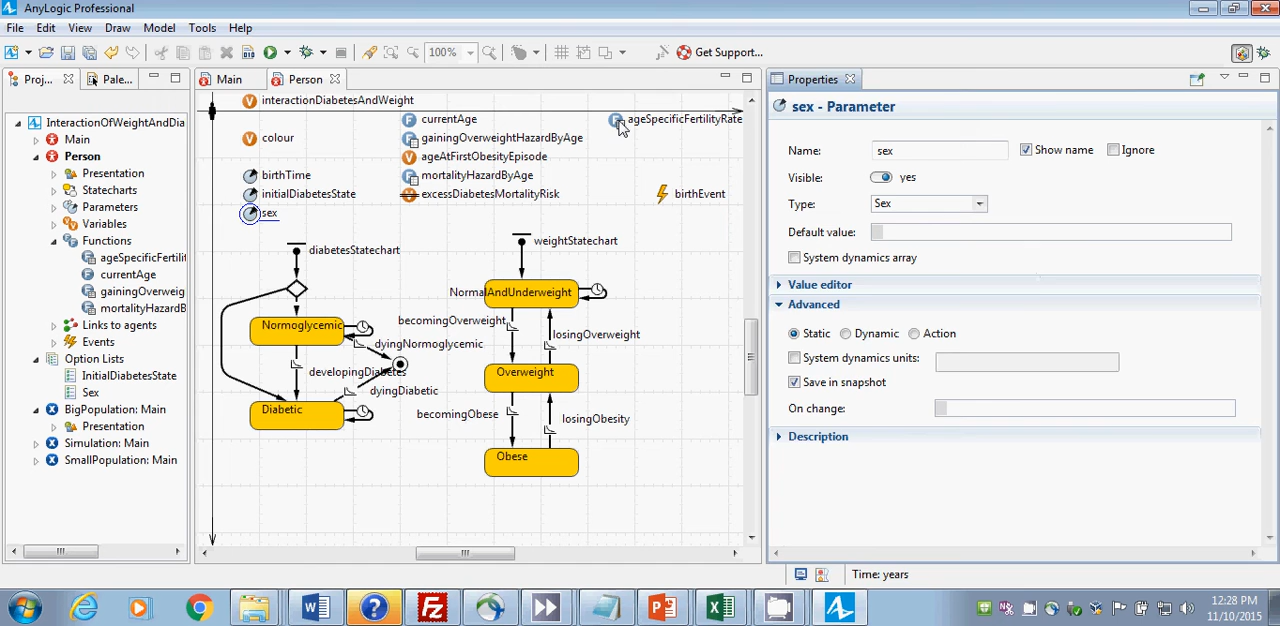 AnyLogic Professional
File Edit View Draw Model Tools Help
100% Get Support...
Proj... Pale... Main Person Properties
InteractionOfWeightAndDia
Main
Person
Presentation
Statecharts
Parameters
Variables
Functions
ageSpecificFertilit
currentAge
gainingOverweig
mortalityHazardB
Links to agents
Events
Option Lists
InitialDiabetesState
Sex
BigPopulation: Main
Presentation
Simulation: Main
SmallPopulation: Main
interactionDiabetesAndWeight
currentAge
ageSpecificFertilityRate
colour
gainingOverweightHazardByAge
ageAtFirstObesityEpisode
birthTime
mortalityHazardByAge
initialDiabetesState
excessDiabetesMortalityRisk
birthEvent
sex
diabetesStatechart
weightStatechart
NormalAndUnderweight
Normoglycemic
becomingOverweight
losingOverweight
dyingNormoglycemic
developingDiabetes
Overweight
dyingDiabetic
Diabetic
becomingObese
losingObesity
Obese
sex - Parameter
Name: sex Show name Ignore
Visible: yes
Type: Sex
Default value:
System dynamics array
Value editor
Advanced
Static Dynamic Action
System dynamics units:
Save in snapshot
On change:
Description
Time: years
12:28 PM
11/10/2015